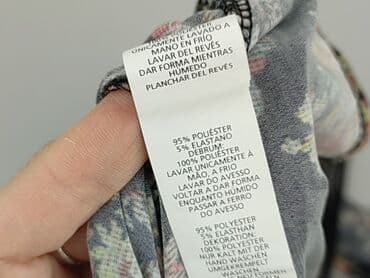 ÚNICAMENTE LAVADO A
MANO EN FRÍO
LAVAR DEL REVÉS
DAR FORMA MIENTRAS
HÚMEDO
PLANCHAR DEL REVÉS
95% POLIÉSTER
5% ELASTANO
DEBRUM:
100% POLIÉSTER
LAVAR UNICAMENTE À
MÃO, A FRIO
LAVAR DO AVESSO
VOLTAR A DAR FORMA
ENQUANTO HÚMIDO
PASSAR A FERRO
DO AVESSO
95% POLYESTER
5% ELASTHAN
DEKORATION:
100% POLYESTER
NUR KALT MIT DER
HAND WASCHEN
UMGEKREMPELT
WASCHEN